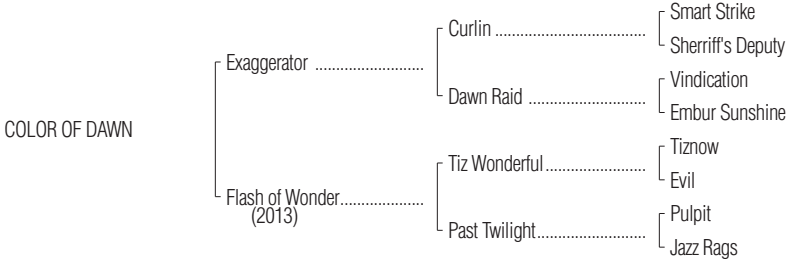 Smart Strike
Curlin ................................
Sherriff's Deputy
Exaggerator .......................
Vindication
Dawn Raid .........................
Embur Sunshine
COLOR OF DAWN
Tiznow
Tiz Wonderful.....................
Evil
Flash of Wonder..................
(2013)
Pulpit
Past Twilight.......................
Jazz Rags